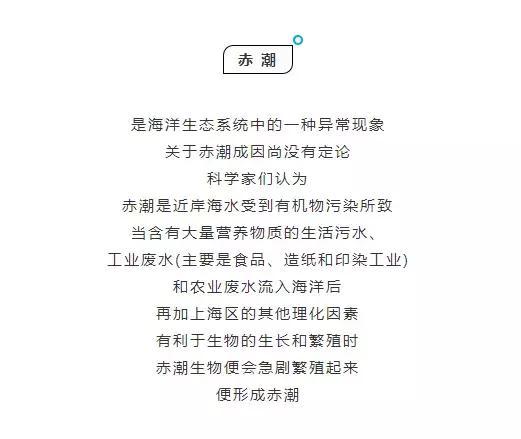 赤潮
是海洋生态系统中的一种异常现象
关于赤潮成因尚没有定论
科学家们认为
赤潮是近岸海水受到有机物污染所致
当含有大量营养物质的生活污水、
工业废水(主要是食品、造纸和印染工业)
和农业废水流入海洋后
再加上海区的其他理化因素
有利于生物的生长和繁殖时
赤潮生物便会急剧繁殖起来
便形成赤潮